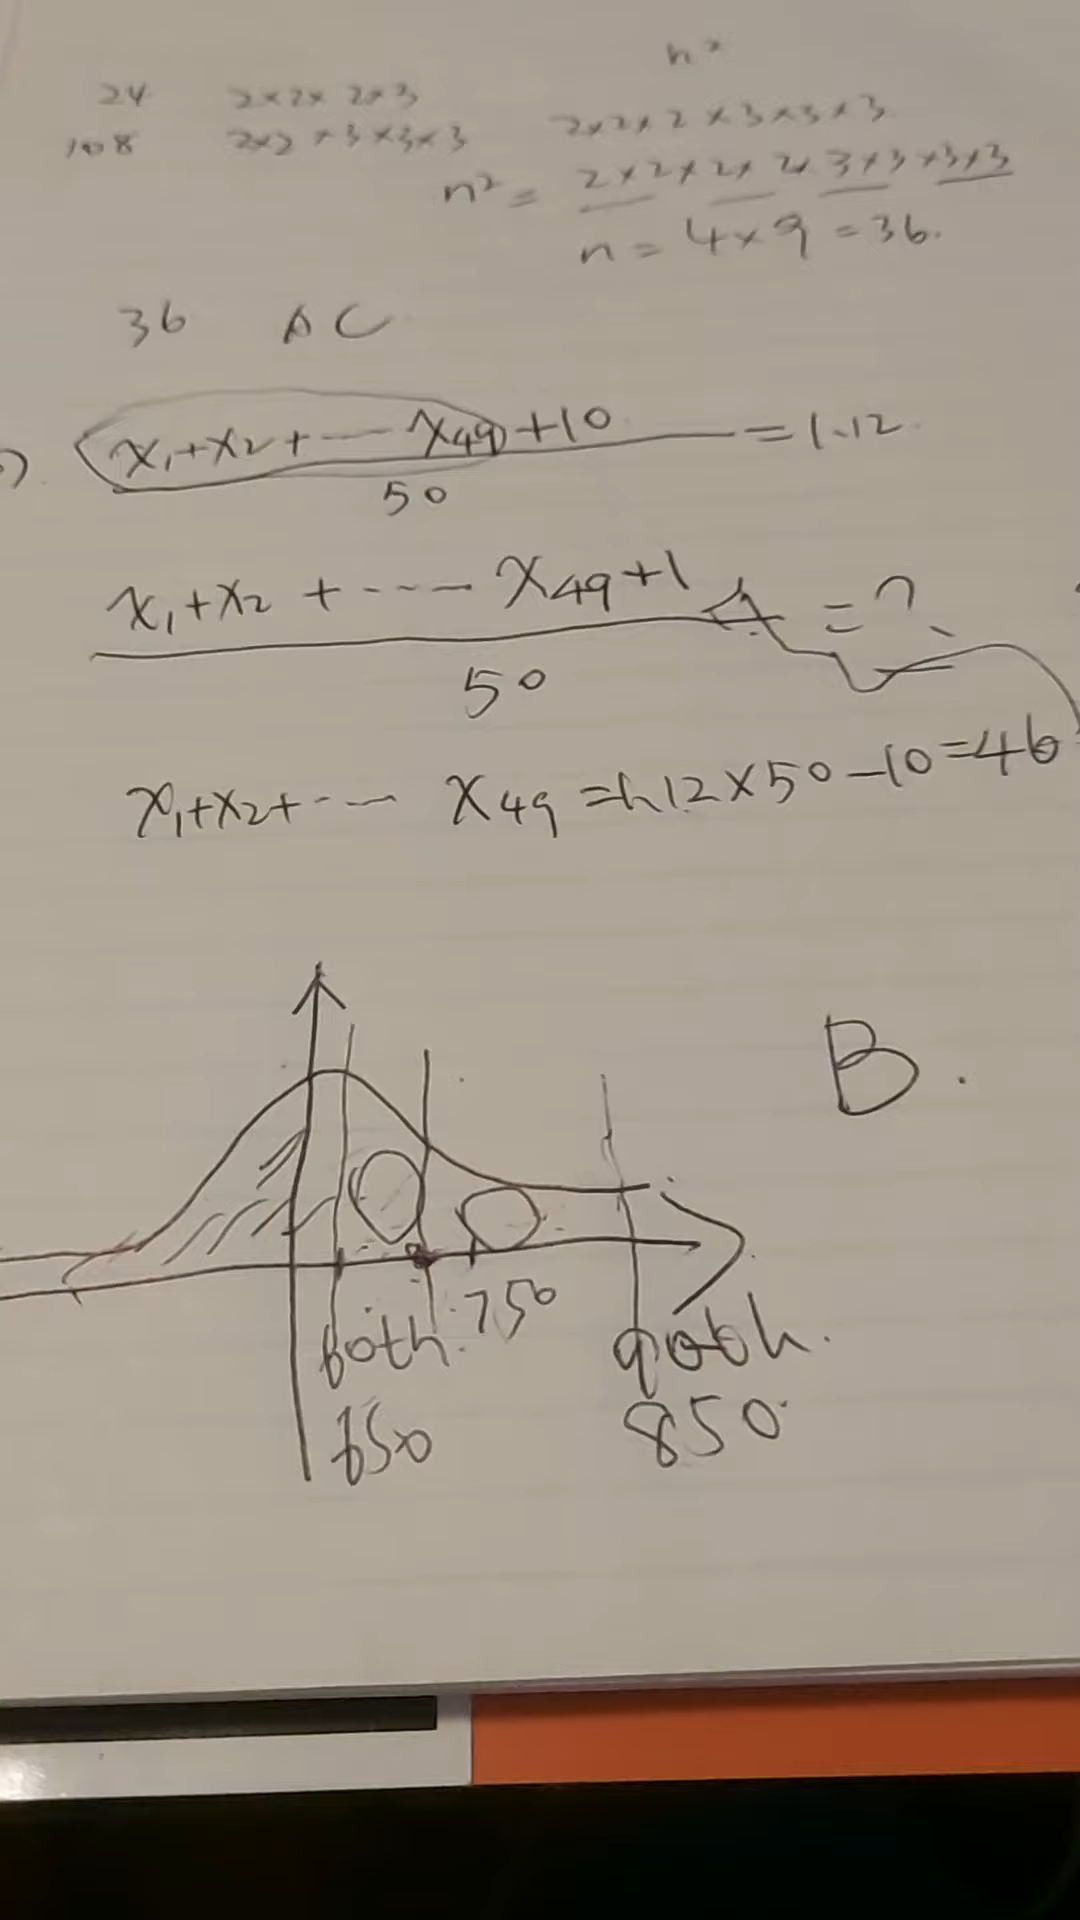 n²
24 2×2×2×3
108 2×2×3×3×3 2×2×2×3×3×3
n² = 2×2×2×2×3×3×3×3
n = 4×9 = 36.
36 AC
x₁+x₂+---- x₄₉+10 = 1.12.
50
x₁+x₂ + ---- x₄₉+1 = ?
50
x₁+x₂+---- x₄₉ = 1.12×50-10=46
B.
750
60th. 90th.
650 850